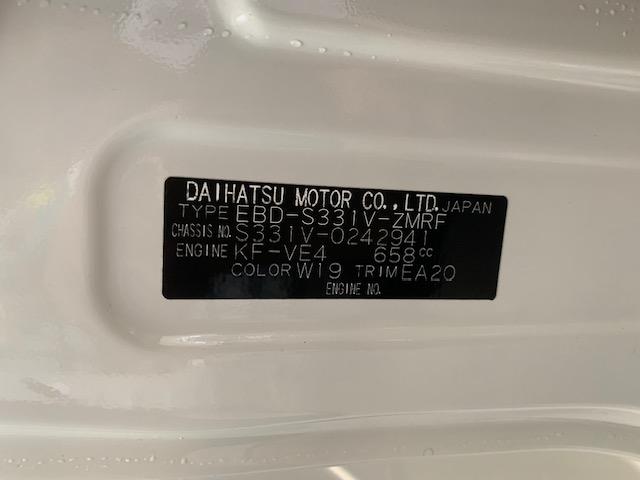 DAIHATSU MOTOR CO.,LTD. JAPAN
TYPE EBD-S331V-ZMRF
CHASSIS NO. S331V-0242941
ENGINE KF-VE4 658cc
COLOR W19 TRIM EA20
ENGINE NO.